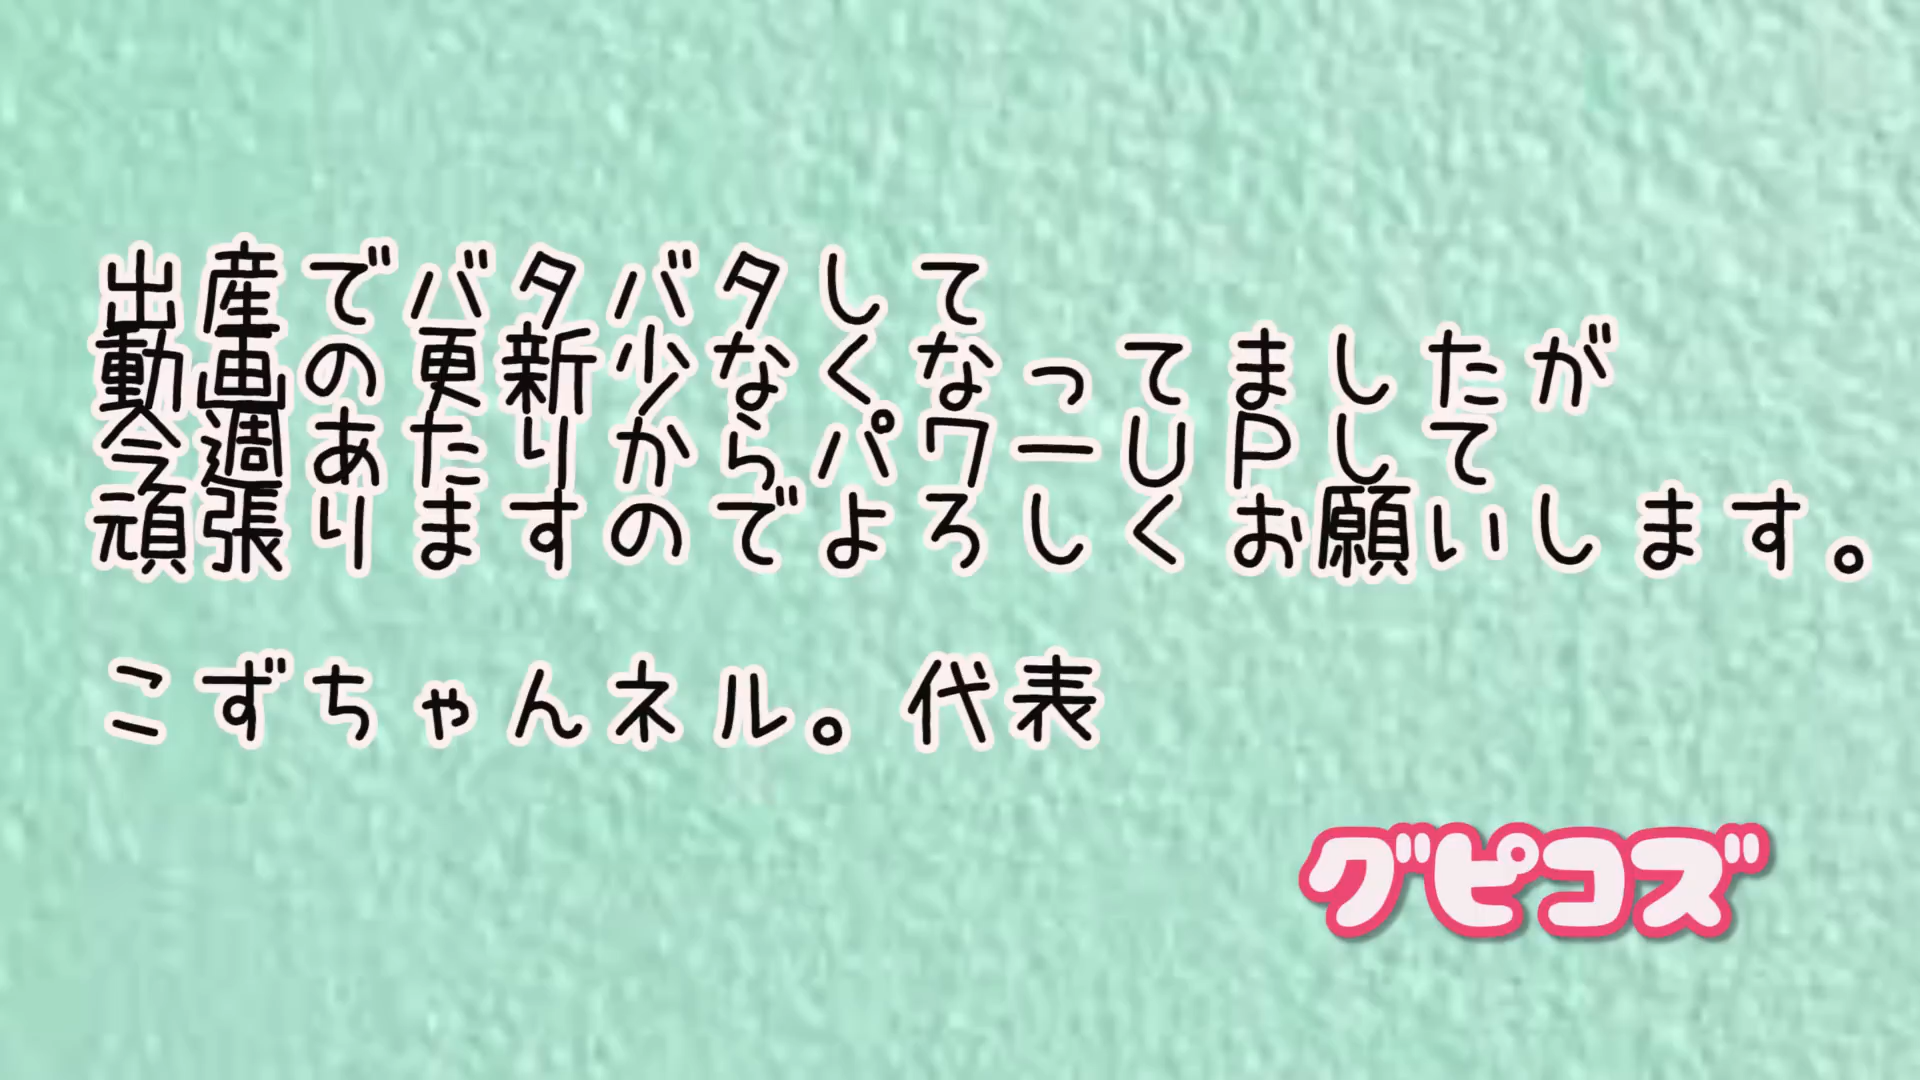 出産でバタバタして
動画の更新少なくなってましたが
今週あたりからパワーUPして
頑張りますのでよろしくお願いします。
こずちゃんネル。代表
グピコズ